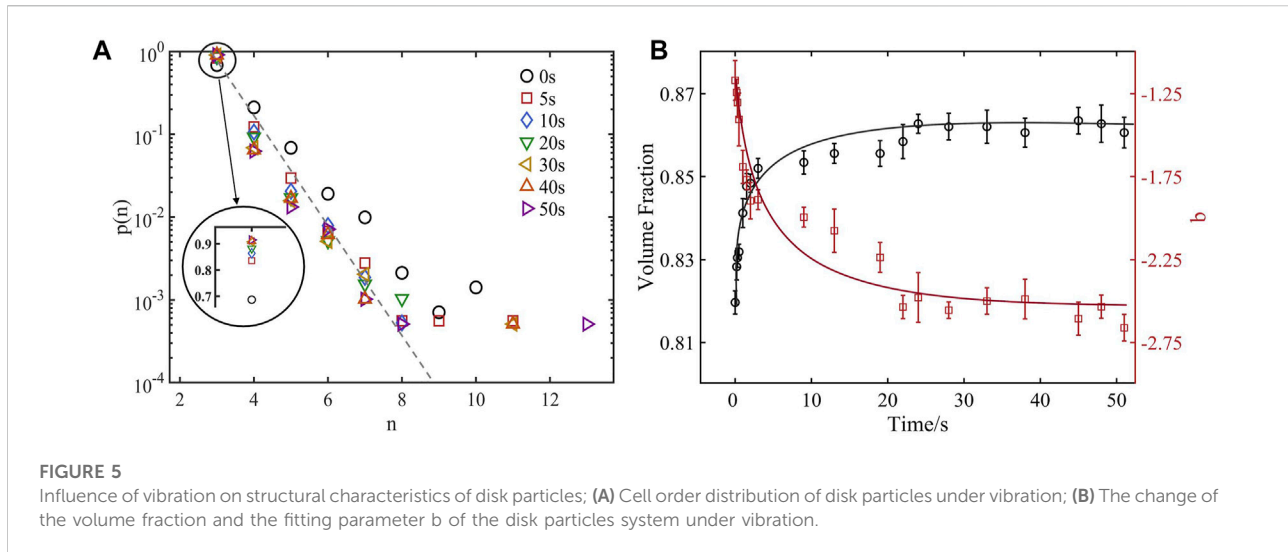 A
B
10^0
10^-1
10^-2
10^-3
10^-4
p(n)
2 4 6 8 10 12
n
0s
5s
10s
20s
30s
40s
50s
0.9
0.8
0.7
0.87
0.85
0.83
0.81
Volume Fraction
0 10 20 30 40 50
Time/s
-1.25
-1.75
-2.25
-2.75
b
FIGURE 5
Influence of vibration on structural characteristics of disk particles; (A) Cell order distribution of disk particles under vibration; (B) The change of
the volume fraction and the fitting parameter b of the disk particles system under vibration.